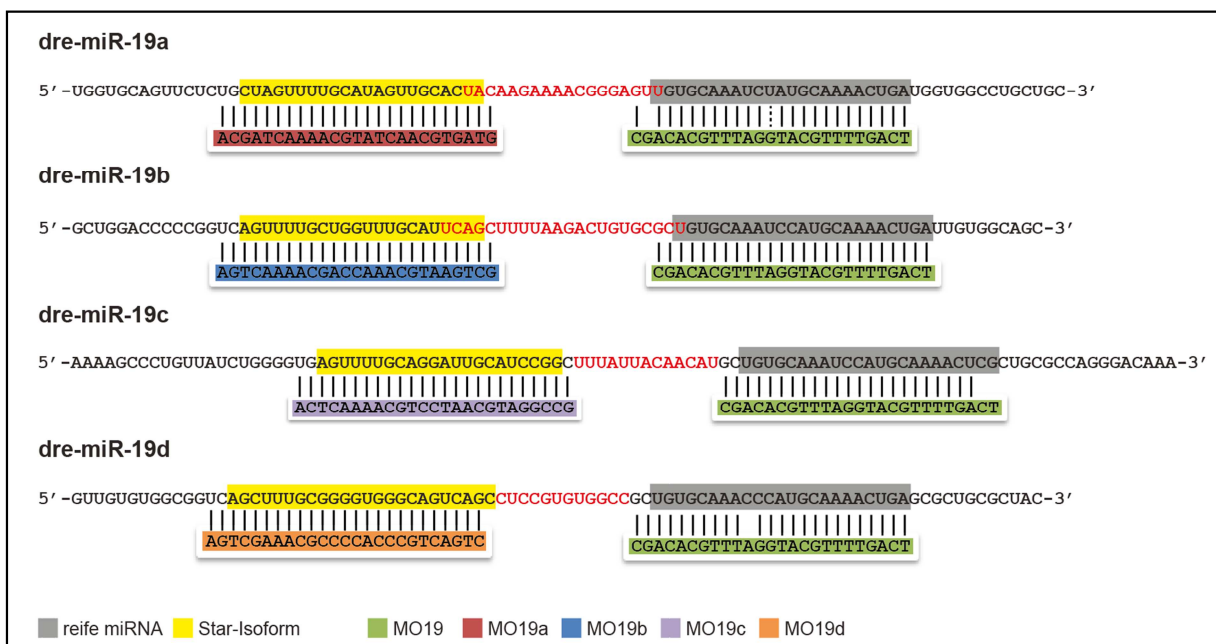 dre-miR-19a
5’-UGGUGCAGUUCUCUGCUAGUUUUGCAUAGUUGCACUACAAGAAAACGGGAGUUGUGCAAAUCUAUGCAAAACUGAUGGUGGCCUGCUGC-3’
ACGATCAAAACGTATCAACGTGATG CGACACGTTTAGGTACGTTTTGACT
dre-miR-19b
5’-GCUGGACCCCCGGUCAGUUUUGCUGGUUUGCAUUCAGCUUUUAAGACUGUGCGCUGUGCAAAUCCAUGCAAAACUGAUUGUGGCAGC-3’
AGTCAAAACGACCAAACGTAAGTCG CGACACGTTTAGGTACGTTTTGACT
dre-miR-19c
5’-AAAAGCCCUGUUAUCUGGGGUGAGUUUUGCAGGAUUGCAUCCGGCUUUAUUACAACAUGCUGUGCAAAUCCAUGCAAAACUCGCUGCGCCAGGGACAAA-3’
ACTCAAAACGTCCTAACGTAGGCCG CGACACGTTTAGGTACGTTTTGACT
dre-miR-19d
5’-GUUGUGUGGCGGUCAGCUUUGCGGGGUGGGCAGUCAGCCUCCGUGUGGCCGCUGUGCAAACCCAUGCAAAACUGAGCGCUGCGCUAC-3’
AGTCGAAACGCCCCACCCGTCAGTC CGACACGTTTAGGTACGTTTTGACT
reife miRNA Star-Isoform MO19 MO19a MO19b MO19c MO19d